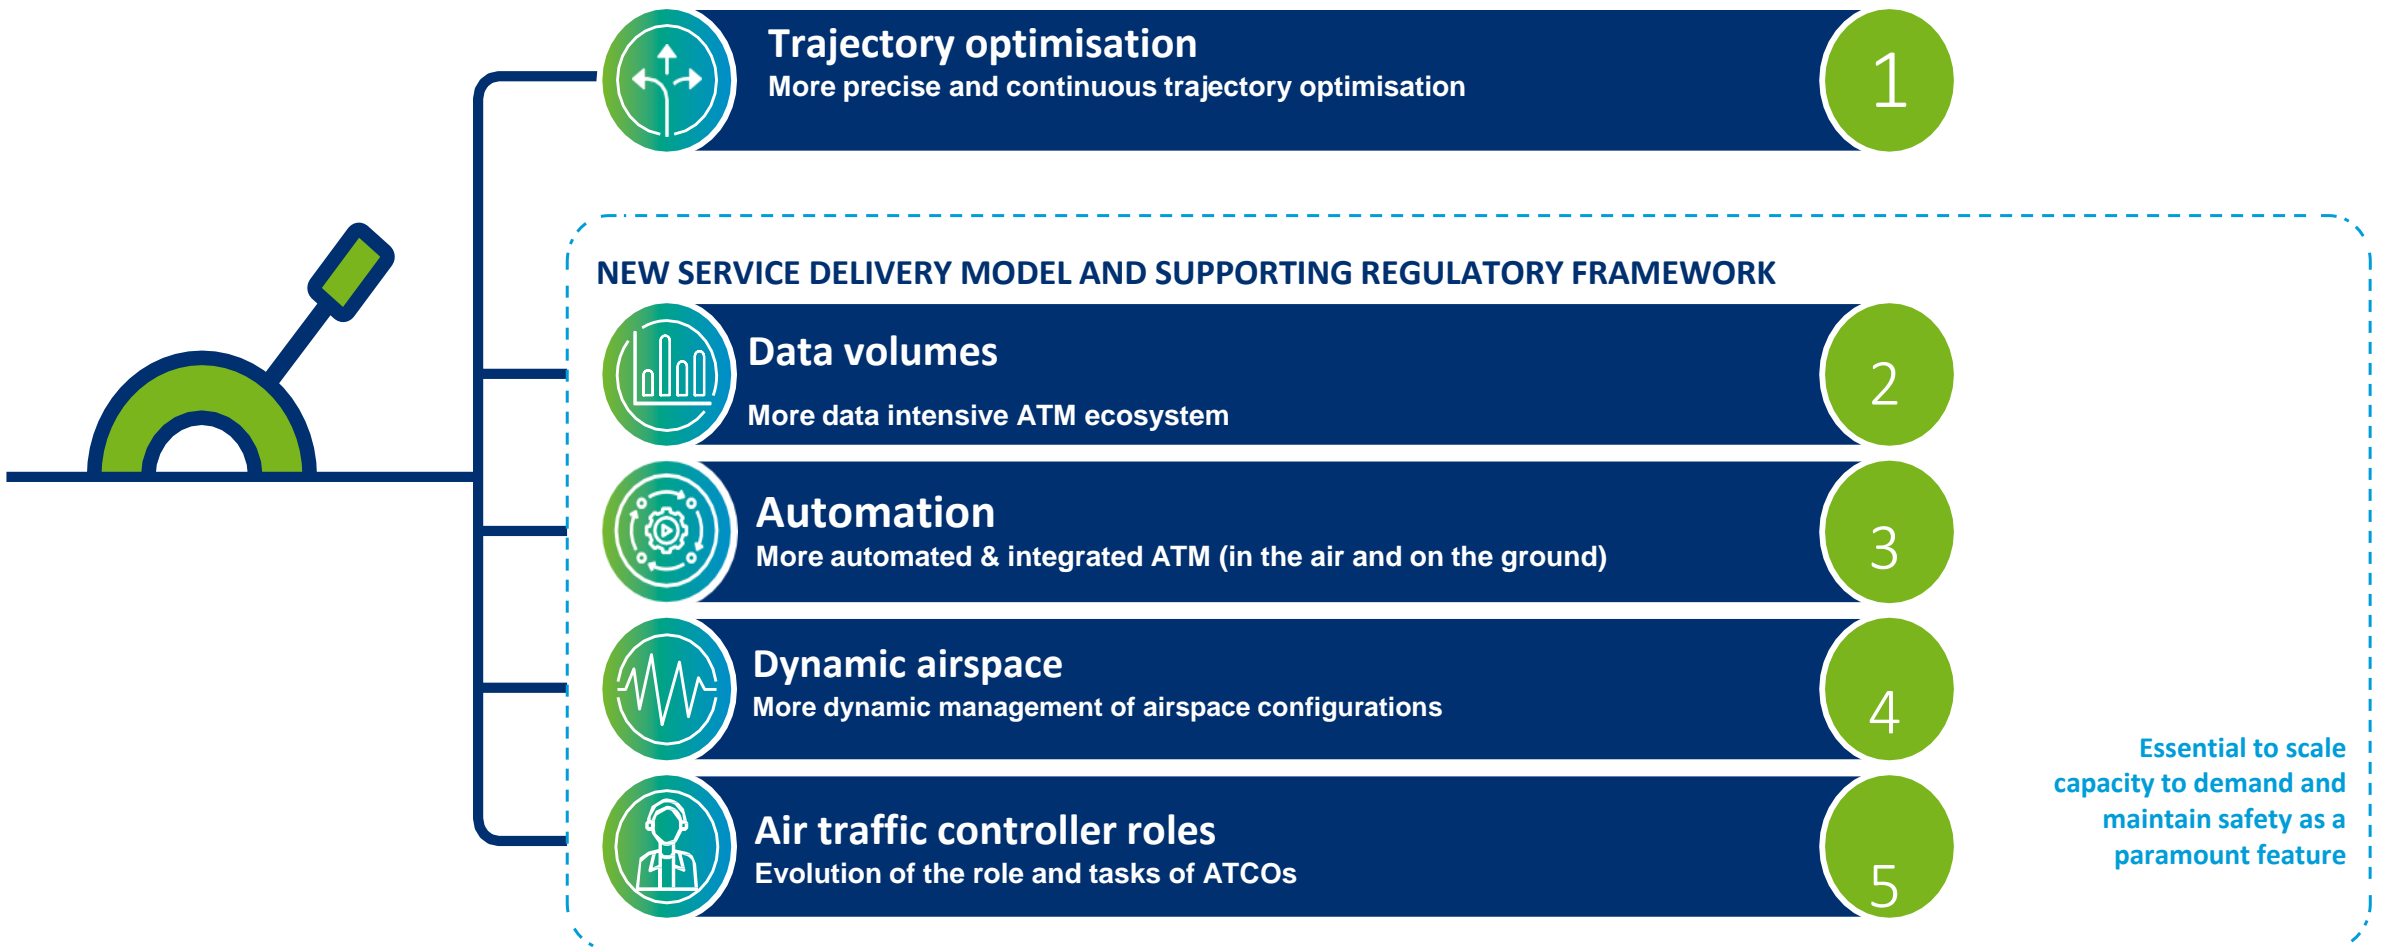 Trajectory optimisation
More precise and continuous trajectory optimisation
1
NEW SERVICE DELIVERY MODEL AND SUPPORTING REGULATORY FRAMEWORK
Data volumes
More data intensive ATM ecosystem
2
Automation
More automated & integrated ATM (in the air and on the ground)
3
Dynamic airspace
More dynamic management of airspace configurations
4
Air traffic controller roles
Evolution of the role and tasks of ATCOs
5
Essential to scale
capacity to demand and
maintain safety as a
paramount feature